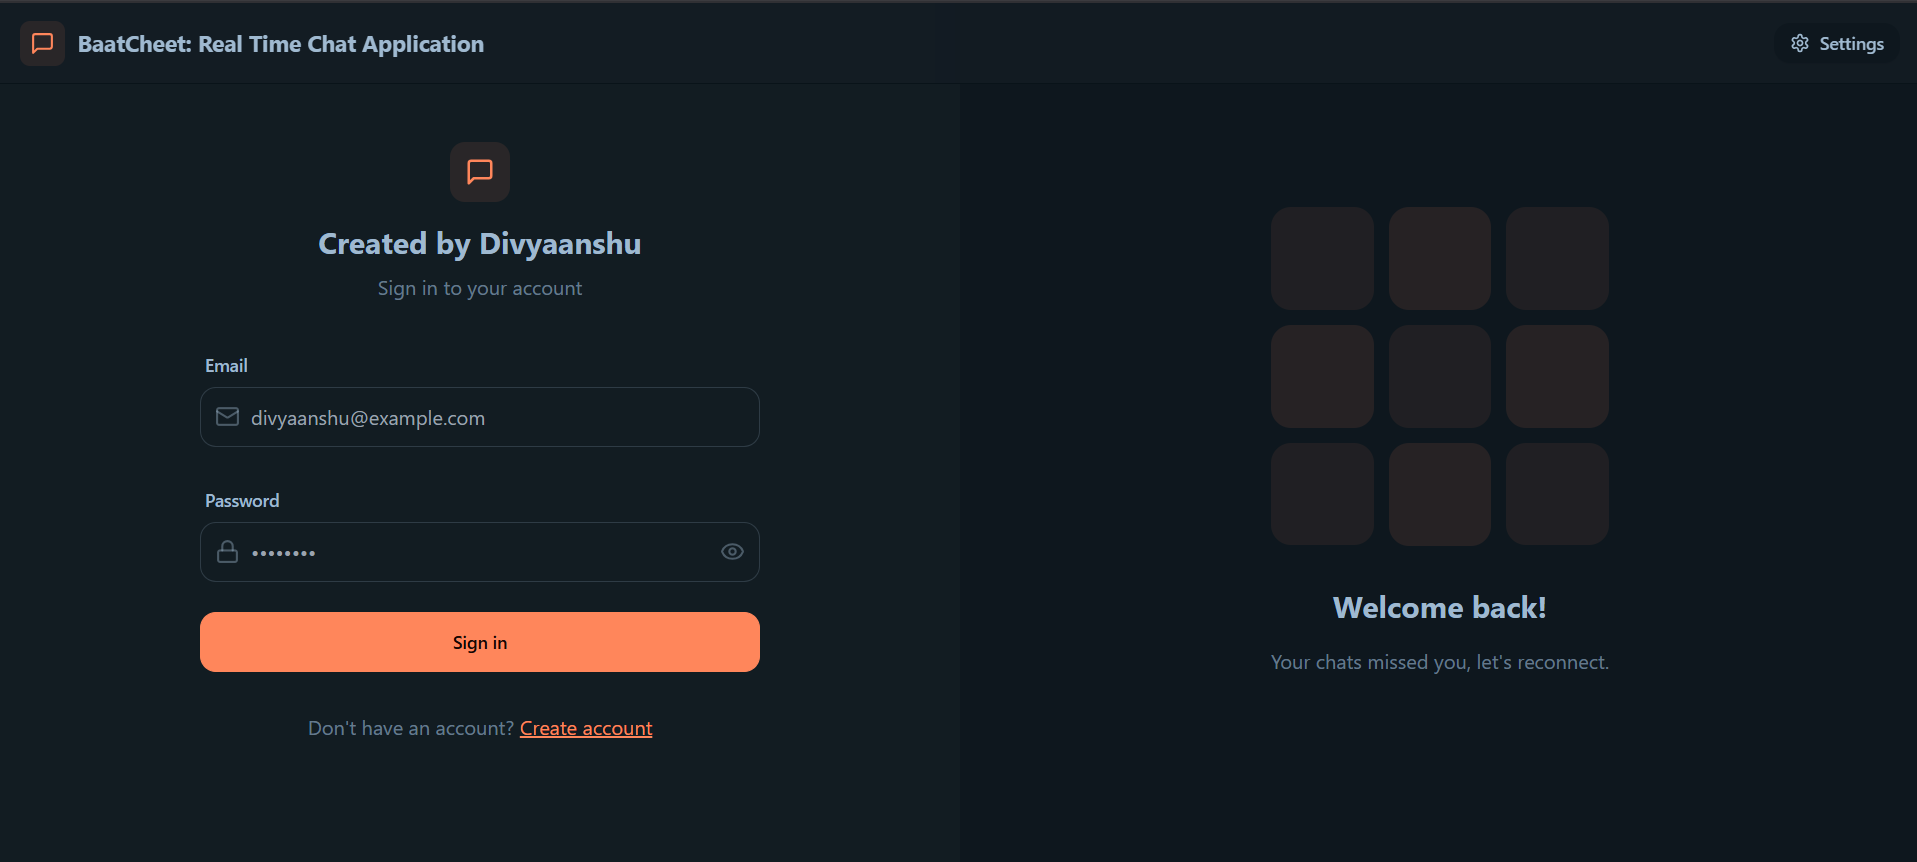 BaatCheet: Real Time Chat Application
Settings
Created by Divyaanshu
Sign in to your account
Email
divyaanshu@example.com
Password
••••••••
Sign in
Don't have an account? Create account
Welcome back!
Your chats missed you, let's reconnect.